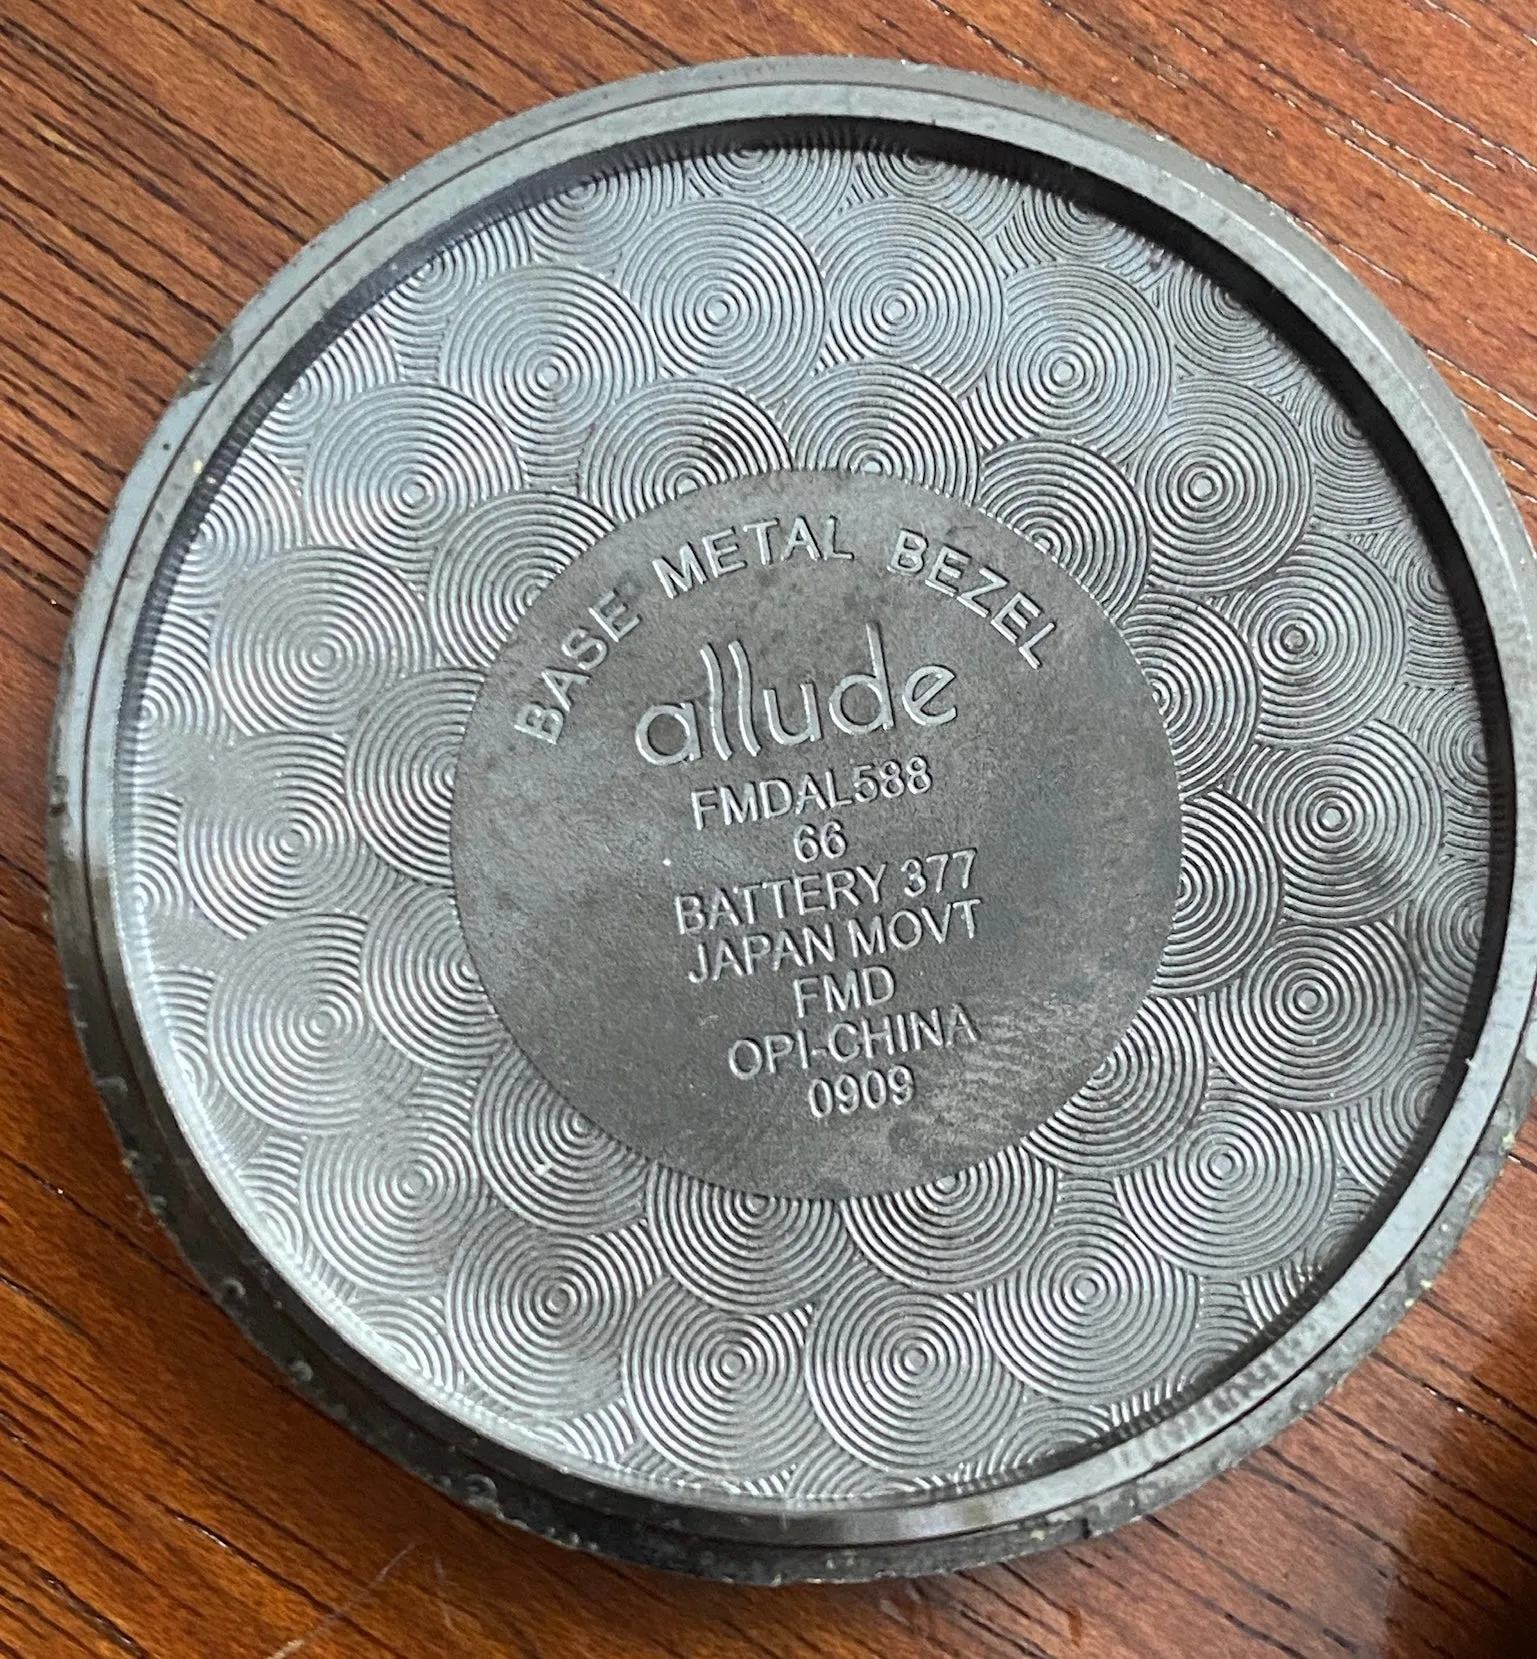 BASE METAL BEZEL
allude
FMDAL588
66
BATTERY 377
JAPAN MOVT
FMD
OPI-CHINA
0909